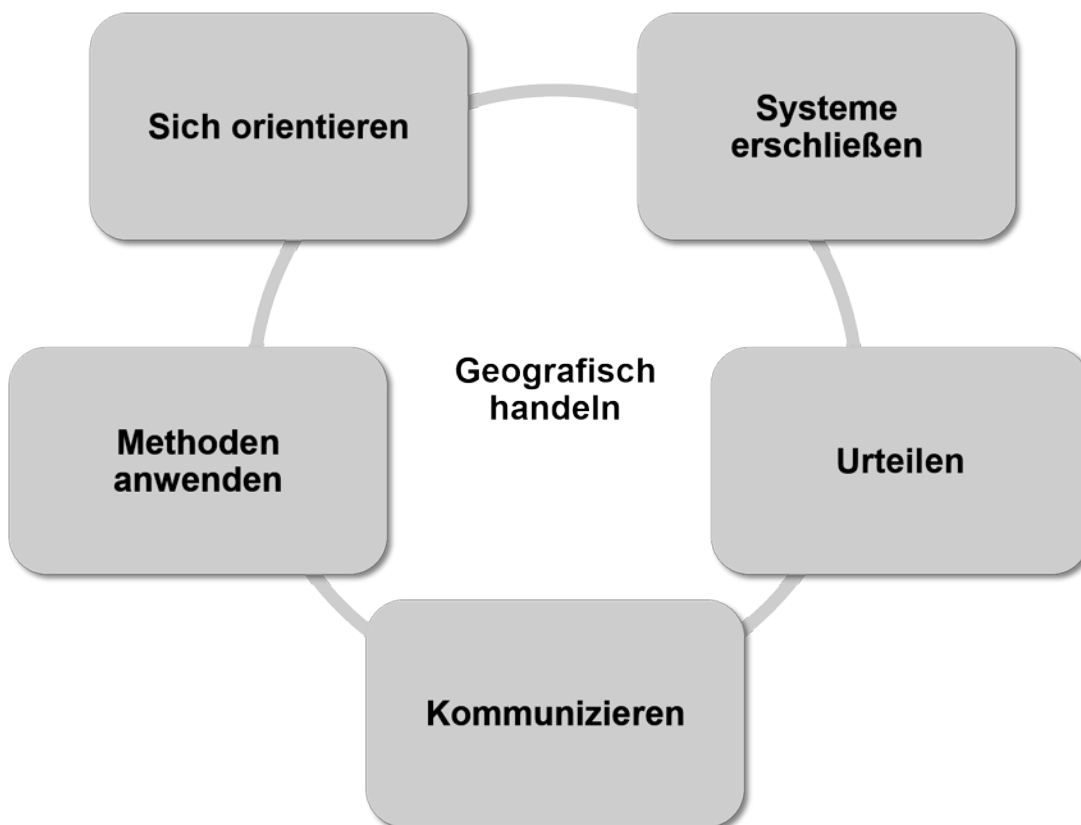 Sich orientieren
Systeme
erschließen
Geografisch
handeln
Methoden
anwenden
Urteilen
Kommunizieren